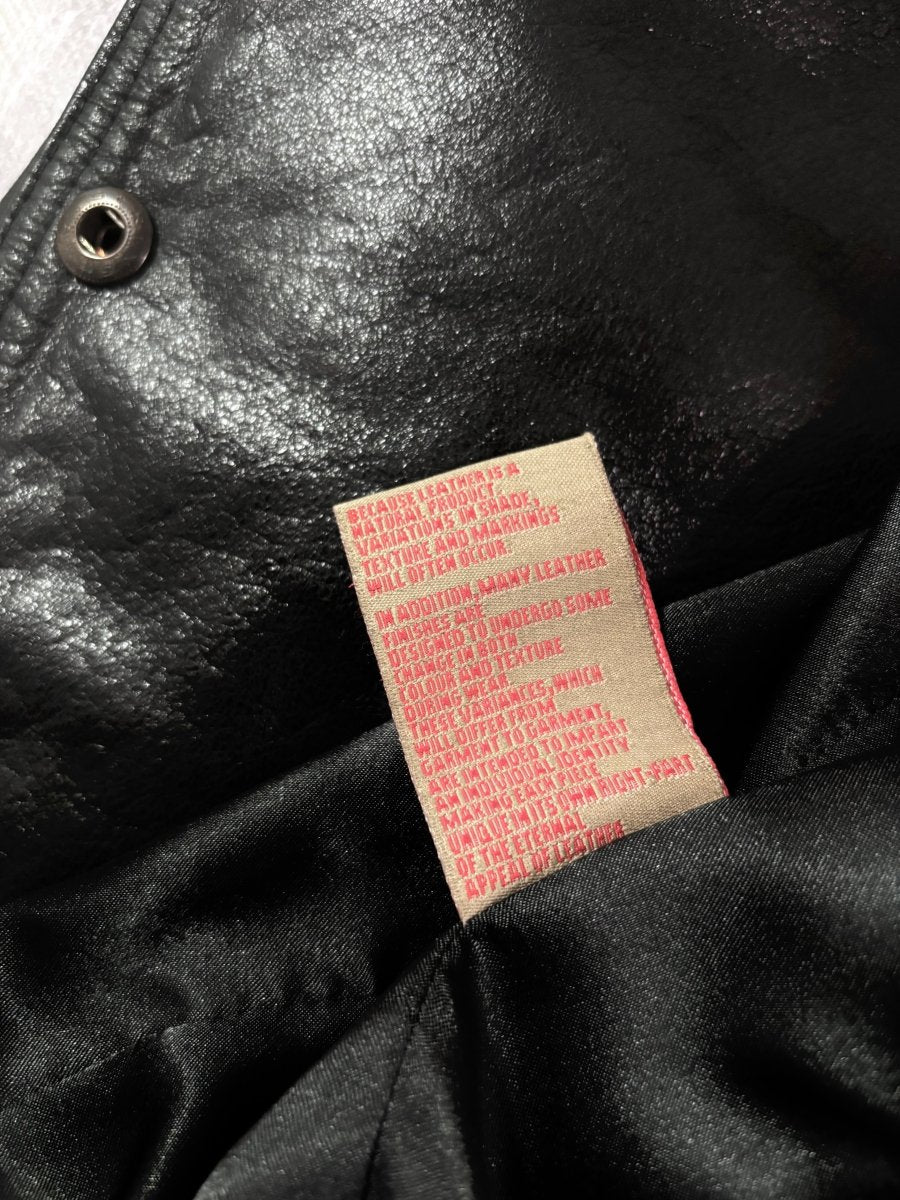 BECAUSE LEATHER IS A
NATURAL PRODUCT,
VARIATIONS IN SHADE,
TEXTURE AND MARKINGS
WILL OFTEN OCCUR.
IN ADDITION, MANY LEATHER
FINISHES ARE
DESIGNED TO UNDERGO SOME
CHANGE IN BOTH
COLOUR AND TEXTURE
DURING WEAR
THESE VARIANCES, WHICH
WILL DIFFER FROM
GARMENT TO GARMENT,
ARE INTENDED TO IMPART
AN INDIVIDUAL IDENTITY
MAKING EACH PIECE
UNIQUE IN ITS OWN RIGHT-PART
OF THE ETERNAL
APPEAL OF LEATHER